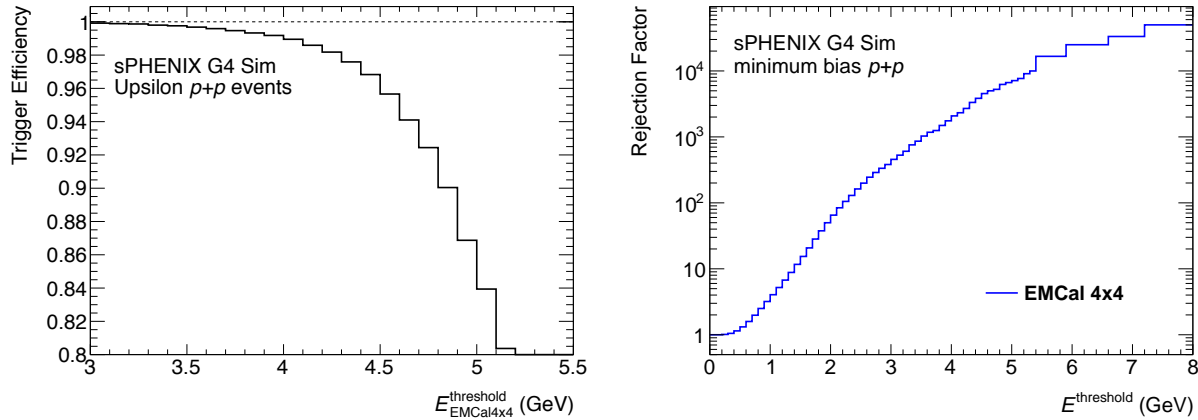 Trigger Efficiency
1
0.98
0.96
0.94
0.92
0.9
0.88
0.86
0.84
0.82
0.8
sPHENIX G4 Sim
Upsilon p+p events
3 3.5 4 4.5 5 5.5
E^threshold_EMCal4x4 (GeV)
Rejection Factor
10^4
10^3
10^2
10
1
sPHENIX G4 Sim
minimum bias p+p
EMCal 4x4
0 1 2 3 4 5 6 7 8
E^threshold (GeV)